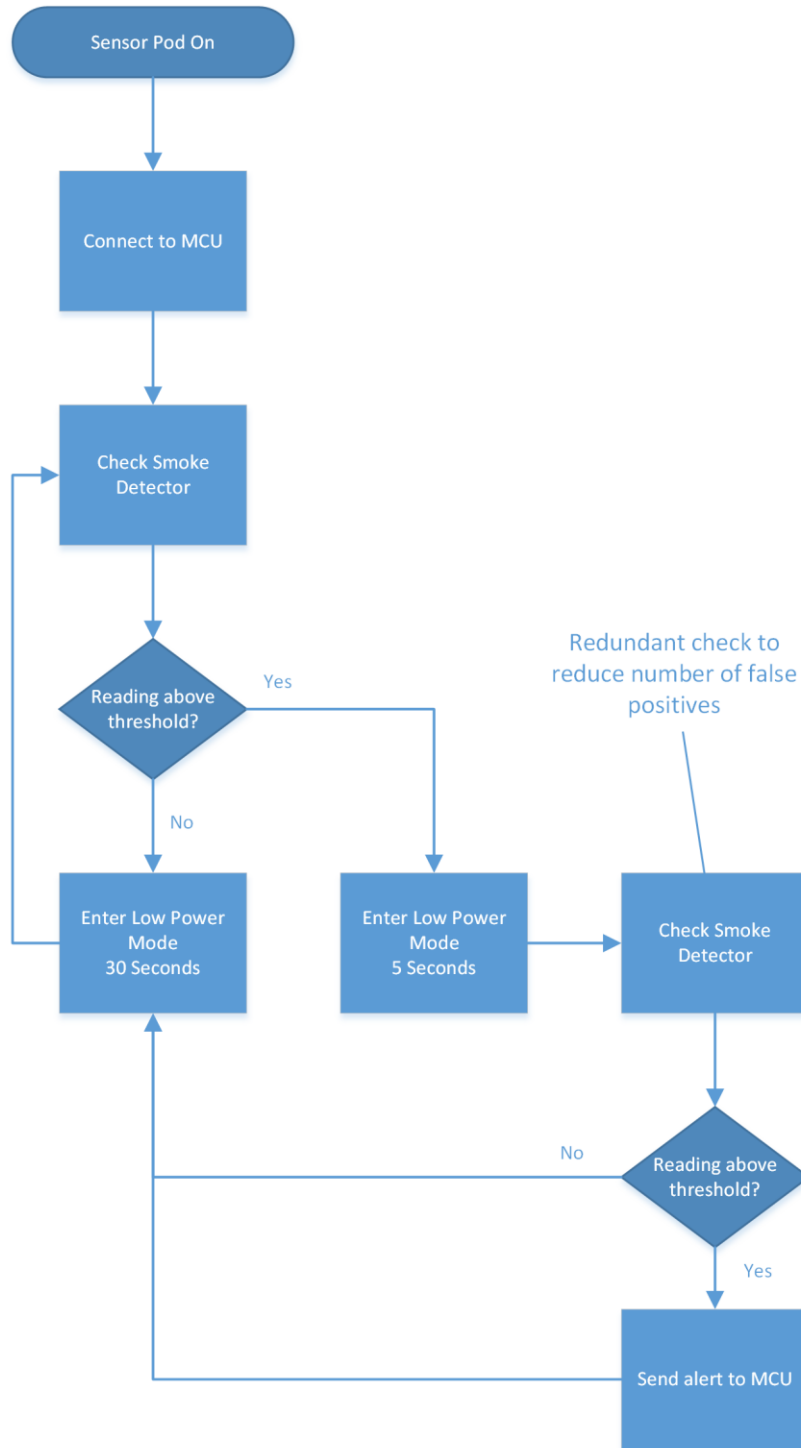 Sensor Pod On
Connect to MCU
Check Smoke
Detector
Reading above
threshold?
Yes
No
Enter Low Power
Mode
30 Seconds
Enter Low Power
Mode
5 Seconds
Redundant check to
reduce number of false
positives
Check Smoke
Detector
Reading above
threshold?
No
Yes
Send alert to MCU